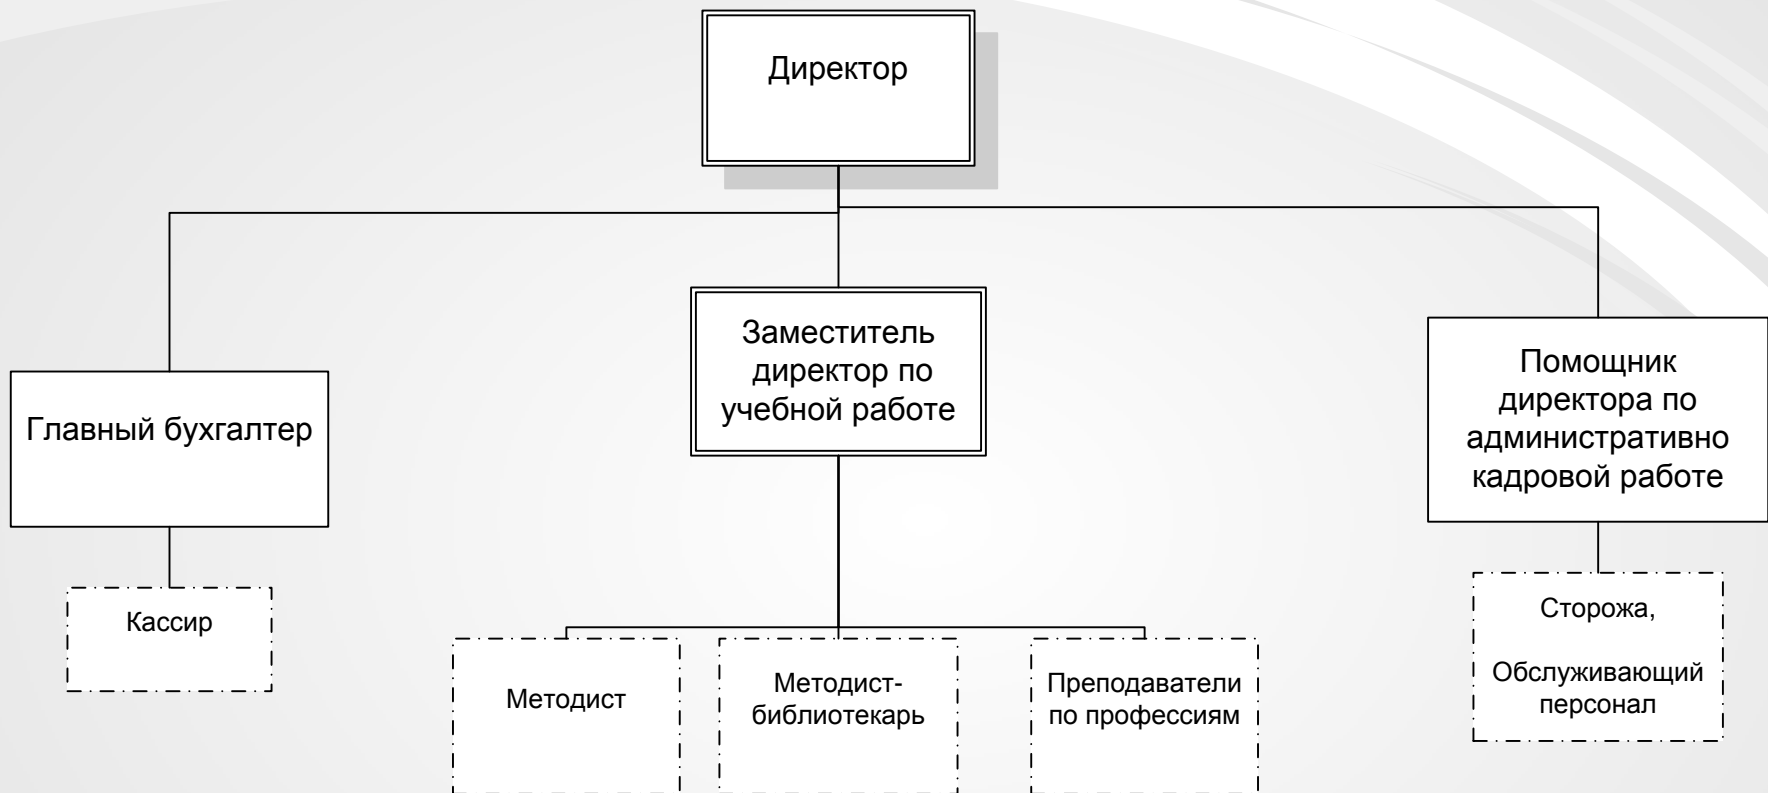 Директор
Заместитель
директор по
учебной работе
Главный бухгалтер
Помощник
директора по
административно
кадровой работе
Кассир
Методист
Методист-
библиотекарь
Преподаватели
по профессиям
Сторожа,
Обслуживающий
персонал